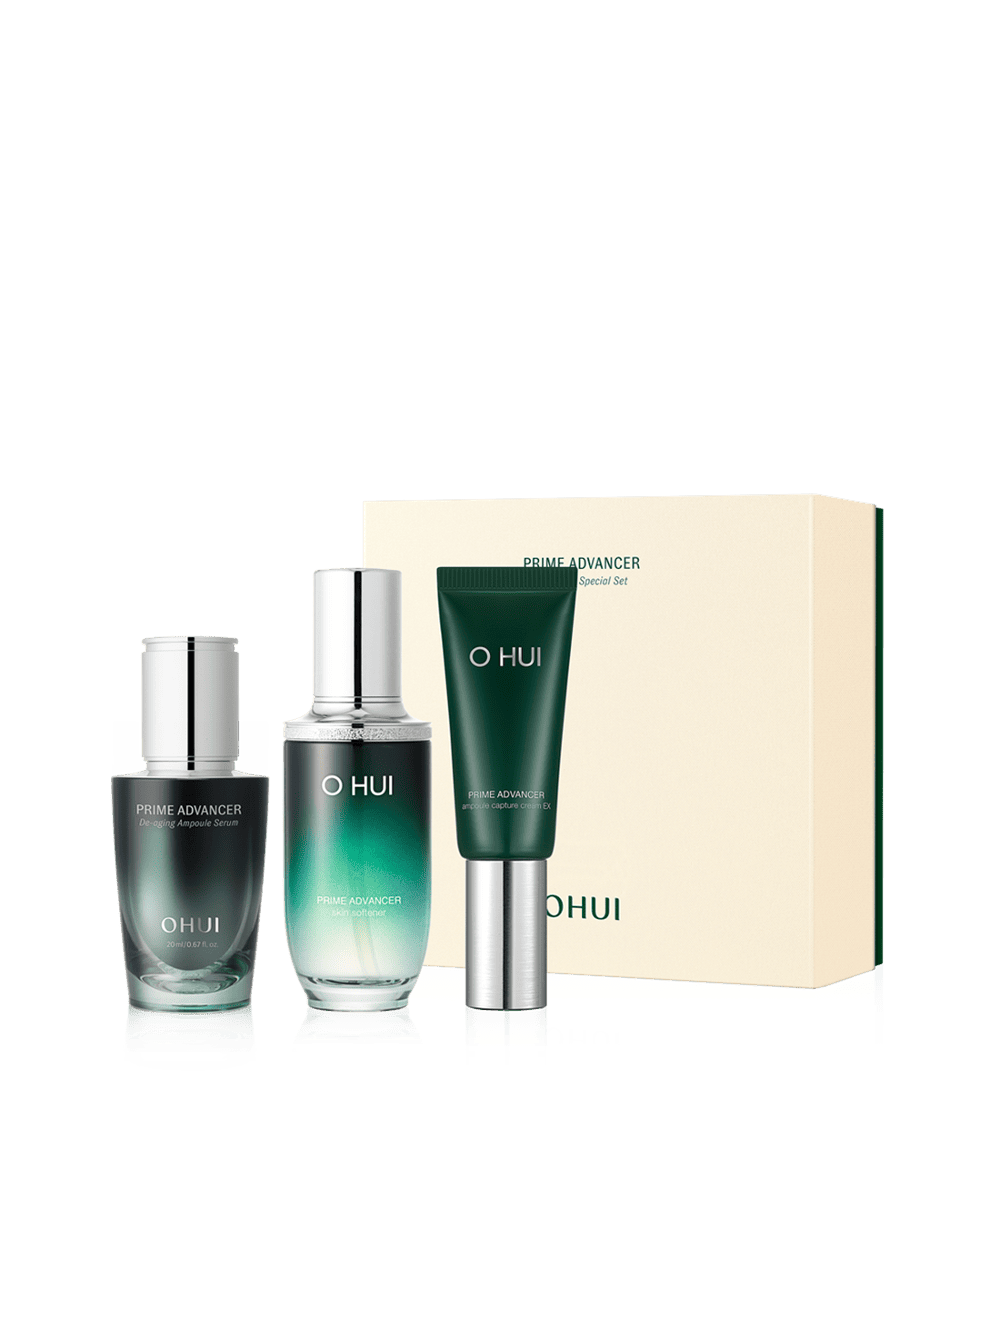 PRIME ADVANCER
Special Set
OHUI
PRIME ADVANCER
De-aging Ampoule Serum
OHUI
20ml/0.67 fl. oz.
O HUI
PRIME ADVANCER
skin softener
O HUI
PRIME ADVANCER
ampoule capture cream EX